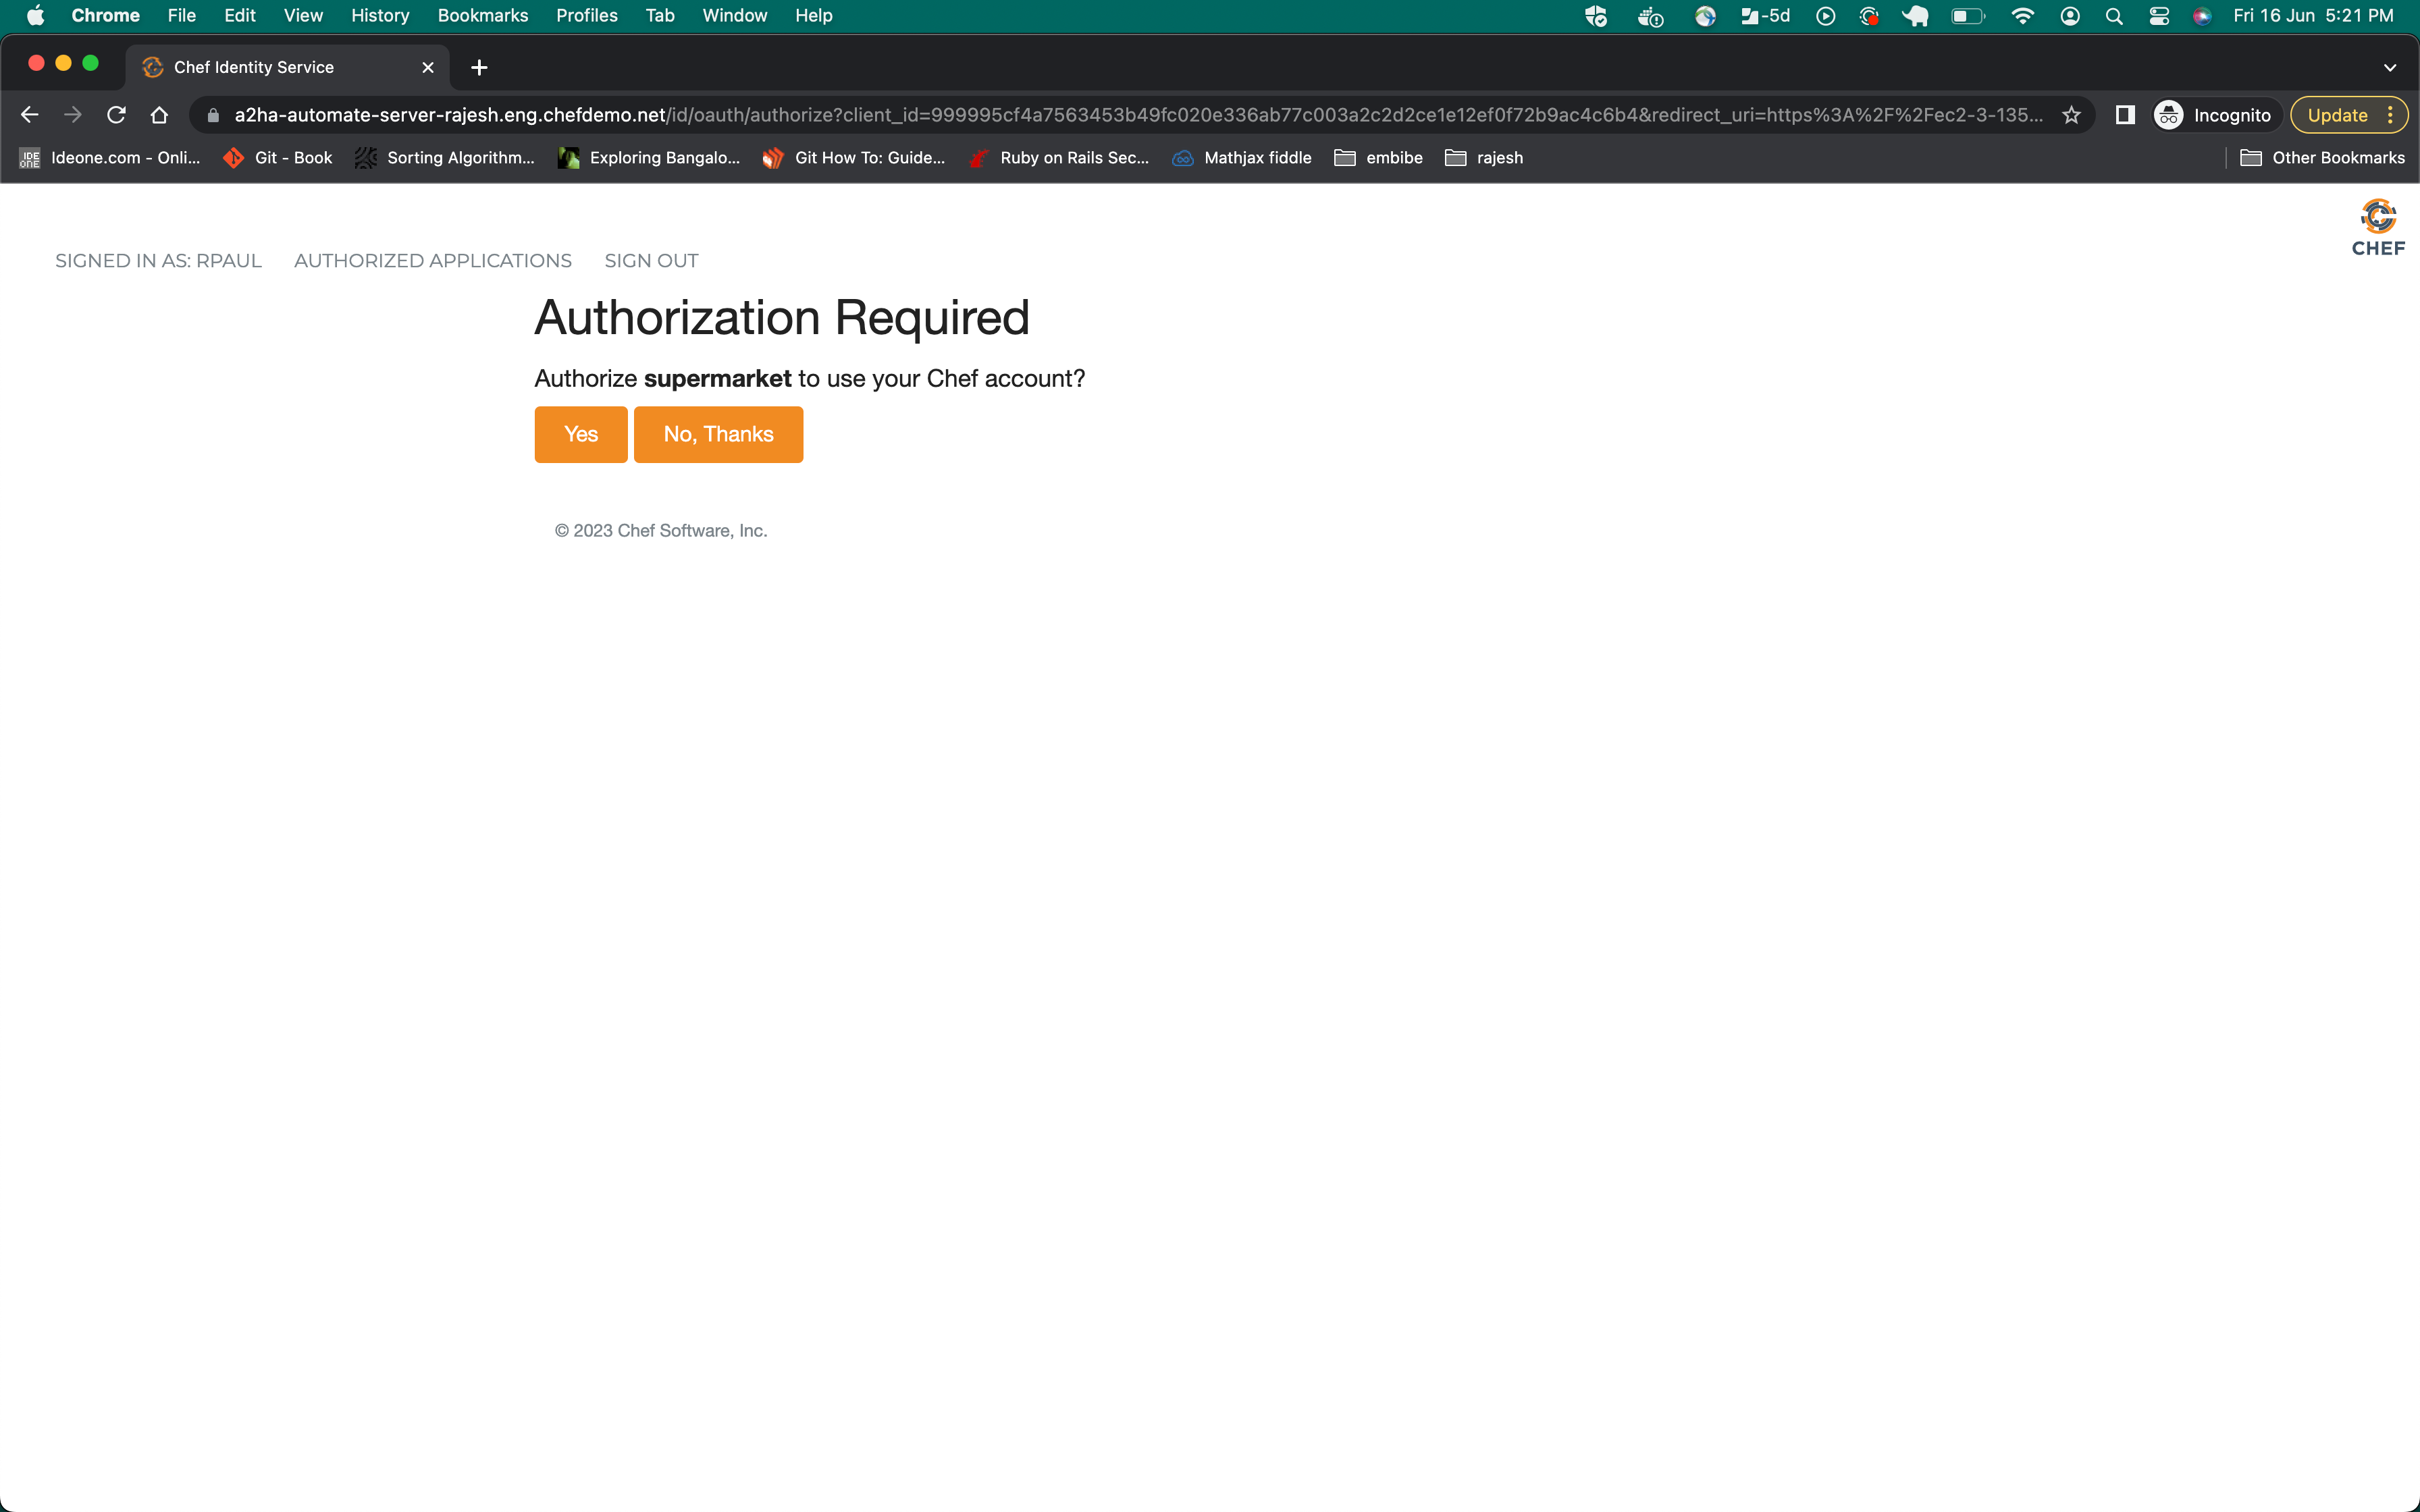 Chrome File Edit View History Bookmarks Profiles Tab Window Help -5d Fri 16 Jun 5:21 PM
Chef Identity Service
a2ha-automate-server-rajesh.eng.chefdemo.net/id/oauth/authorize?client_id=999995cf4a7563453b49fc020e336ab77c003a2c2d2ce1e12ef0f72b9ac4c6b4&redirect_uri=https%3A%2F%2Fec2-3-135... Incognito Update
IDE ONE Ideone.com - Onli... Git - Book Sorting Algorithm... Exploring Bangalo... Git How To: Guide... Ruby on Rails Sec... Mathjax fiddle embibe rajesh Other Bookmarks
CHEF
SIGNED IN AS: RPAUL AUTHORIZED APPLICATIONS SIGN OUT
Authorization Required
Authorize supermarket to use your Chef account?
Yes No, Thanks
© 2023 Chef Software, Inc.